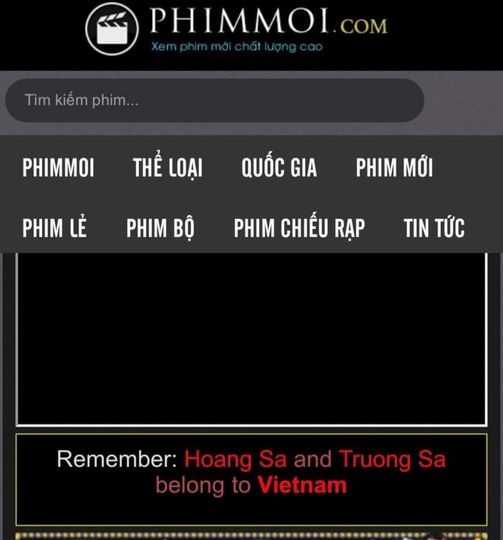 PHIMMOI.COM
Xem phim mới chất lượng cao
Tìm kiếm phim...
PHIMMOI THỂ LOẠI QUỐC GIA PHIM MỚI
PHIM LẺ PHIM BỘ PHIM CHIẾU RẠP TIN TỨC
Remember: Hoang Sa and Truong Sa
belong to Vietnam